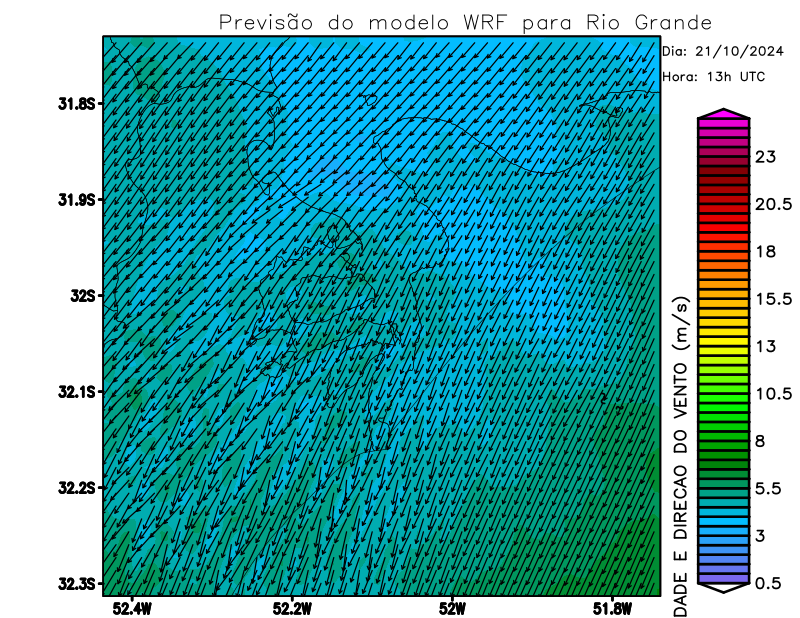 Previsão do modelo WRF para Rio Grande
Dia: 21/10/2024
Hora: 13h UTC
31.8S
31.9S
32S
32.1S
32.2S
32.3S
52.4W
52.2W
52W
51.8W
23
20.5
18
15.5
13
10.5
8
5.5
3
0.5
DADE E DIRECAO DO VENTO (m/s)